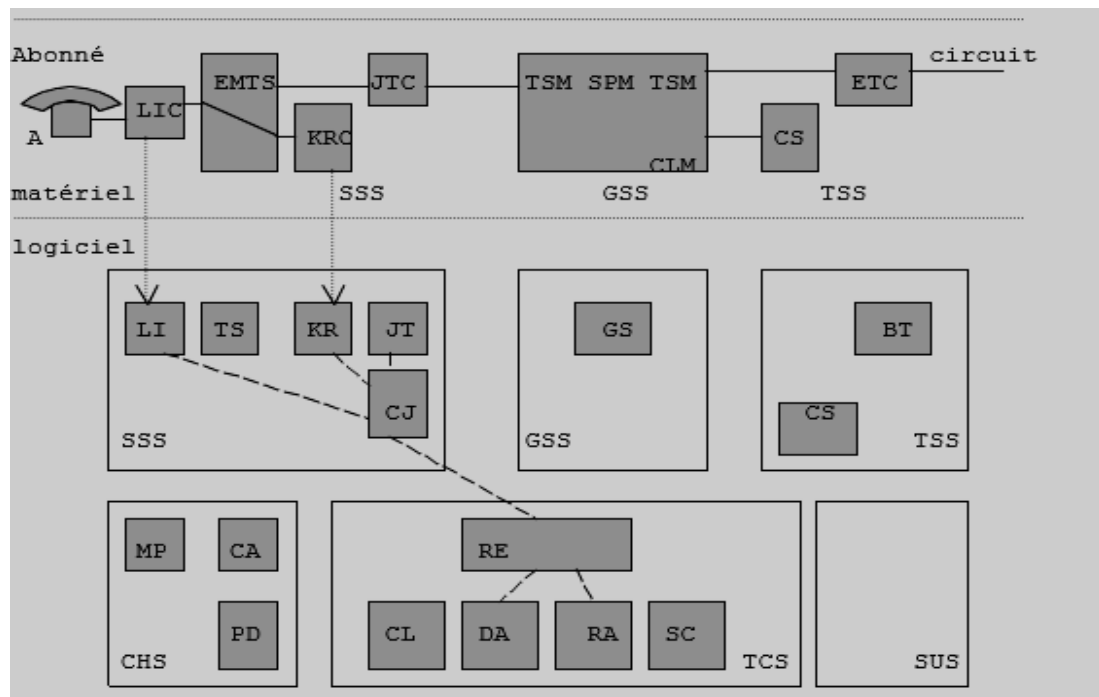 Abonné
circuit
EMTS
JTC
TSM SPM TSM
ETC
LIC
A
KRC
CS
CLM
matériel
SSS
GSS
TSS
logiciel
LI
TS
KR
JT
GS
BT
CJ
CS
SSS
GSS
TSS
MP
CA
RE
PD
CL
DA
RA
SC
CHS
TCS
SUS